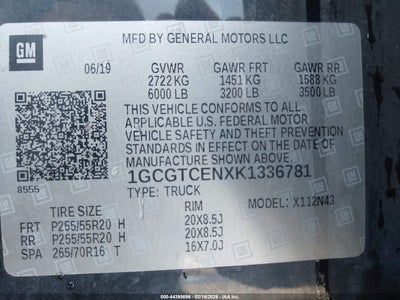 GM
MFD BY GENERAL MOTORS LLC
06/19 GVWR GAWR FRT GAWR RR
2722 KG 1451 KG 1588 KG
6000 LB 3200 LB 3500 LB
THIS VEHICLE CONFORMS TO ALL
APPLICABLE U.S. FEDERAL MOTOR
VEHICLE SAFETY AND THEFT PREVENTION
STANDARDS IN EFFECT ON THE DATE OF
MANUFACTURE SHOWN ABOVE.
8555 1GCGTCENXK1336781
TYPE: TRUCK MODEL: X112N43
TIRE SIZE RIM
FRT P255/55R20 H 20X8.5J
RR P255/55R20 H 20X8.5J
SPA 265/70R16 T 16X7.0J